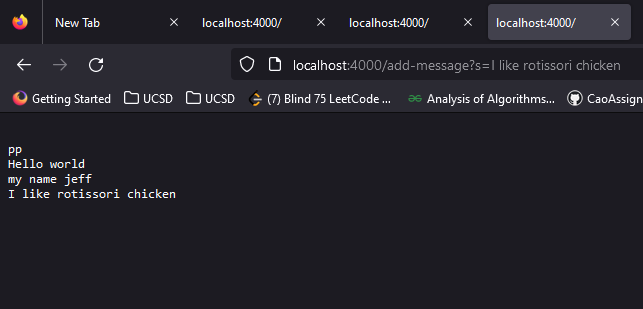 New Tab
localhost:4000/
localhost:4000/
localhost:4000/
localhost:4000/add-message?s=I like rotissori chicken
Getting Started
UCSD
UCSD
(7) Blind 75 LeetCode ...
Analysis of Algorithms...
CaoAssign
pp
Hello world
my name jeff
I like rotissori chicken